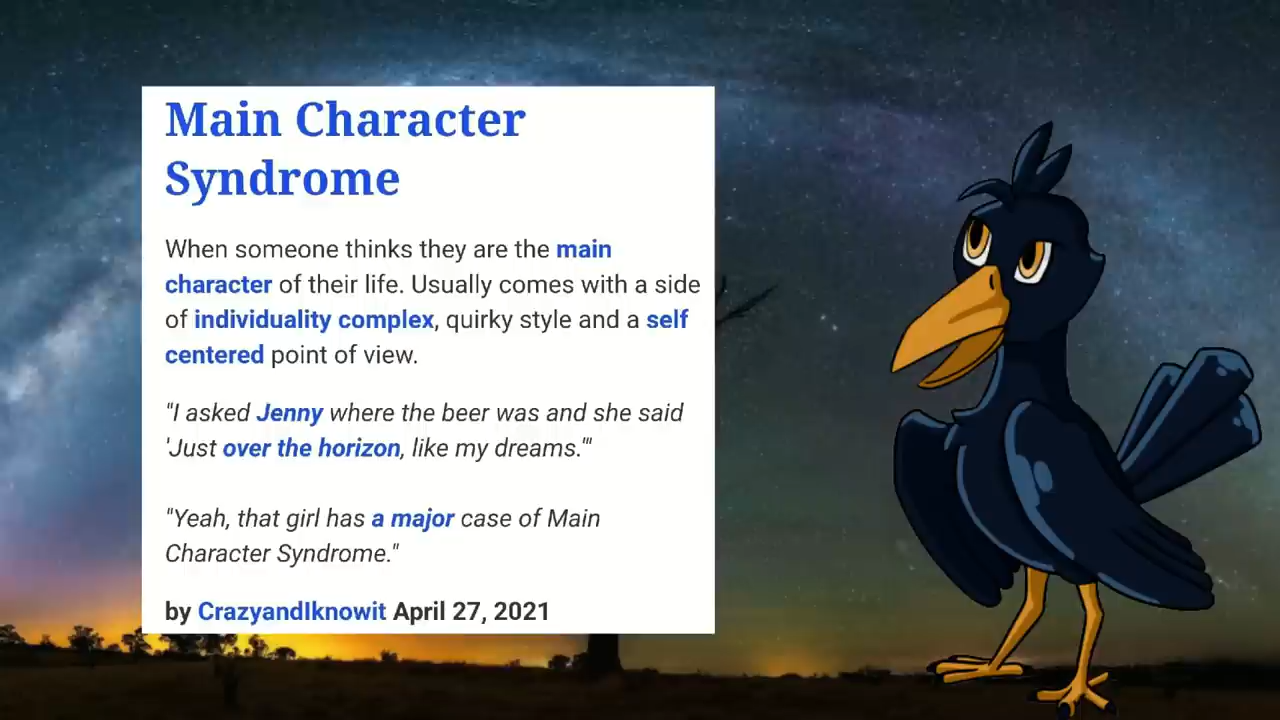 Main Character
Syndrome
When someone thinks they are the main
character of their life. Usually comes with a side
of individuality complex, quirky style and a self
centered point of view.
"I asked Jenny where the beer was and she said
'Just over the horizon, like my dreams.'"
"Yeah, that girl has a major case of Main
Character Syndrome."
by CrazyandIknowit April 27, 2021